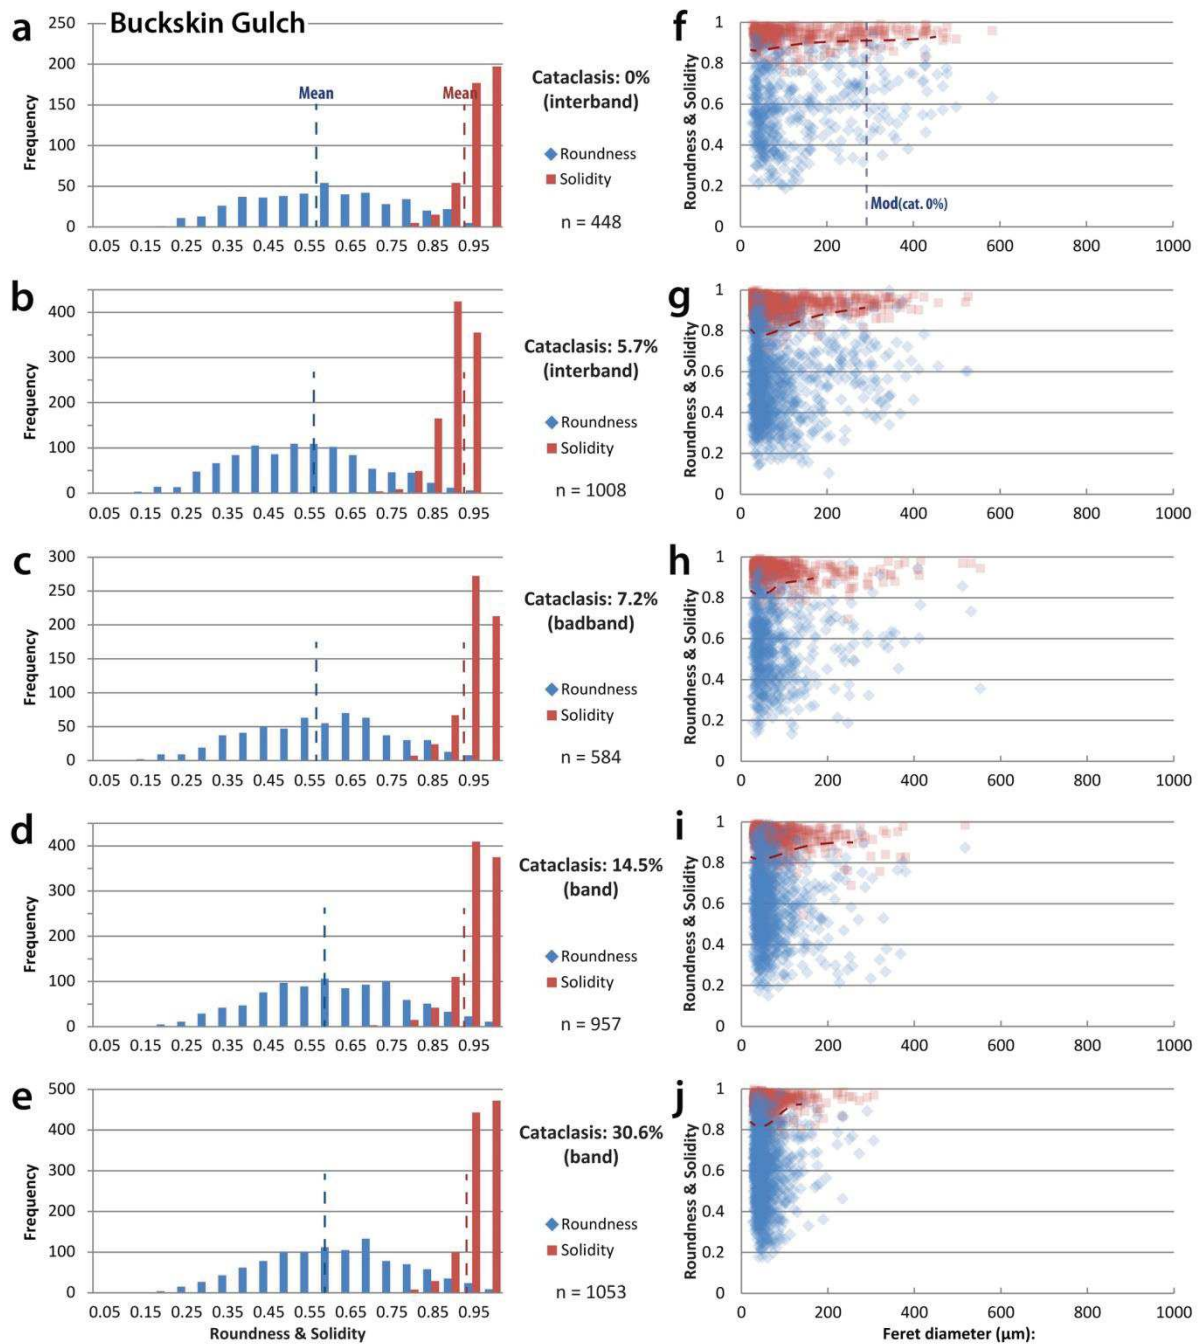 a
Buckskin Gulch
250
200
150
100
50
0
Frequency
Mean
Mean
0.05 0.15 0.25 0.35 0.45 0.55 0.65 0.75 0.85 0.95
Cataclasis: 0%
(interband)
Roundness
Solidity
n = 448
f
1
0.8
0.6
0.4
0.2
0
Roundness & Solidity
Mod(cat. 0%)
0 200 400 600 800 1000
b
400
300
200
100
0
Frequency
0.05 0.15 0.25 0.35 0.45 0.55 0.65 0.75 0.85 0.95
Cataclasis: 5.7%
(interband)
Roundness
Solidity
n = 1008
g
1
0.8
0.6
0.4
0.2
0
Roundness & Solidity
0 200 400 600 800 1000
c
300
250
200
150
100
50
0
Frequency
0.05 0.15 0.25 0.35 0.45 0.55 0.65 0.75 0.85 0.95
Cataclasis: 7.2%
(badband)
Roundness
Solidity
n = 584
h
1
0.8
0.6
0.4
0.2
0
Roundness & Solidity
0 200 400 600 800 1000
d
400
300
200
100
0
Frequency
0.05 0.15 0.25 0.35 0.45 0.55 0.65 0.75 0.85 0.95
Cataclasis: 14.5%
(band)
Roundness
Solidity
n = 957
i
1
0.8
0.6
0.4
0.2
0
Roundness & Solidity
0 200 400 600 800 1000
e
500
400
300
200
100
0
Frequency
0.05 0.15 0.25 0.35 0.45 0.55 0.65 0.75 0.85 0.95
Roundness & Solidity
Cataclasis: 30.6%
(band)
Roundness
Solidity
n = 1053
j
1
0.8
0.6
0.4
0.2
0
Roundness & Solidity
0 200 400 600 800 1000
Feret diameter (µm):